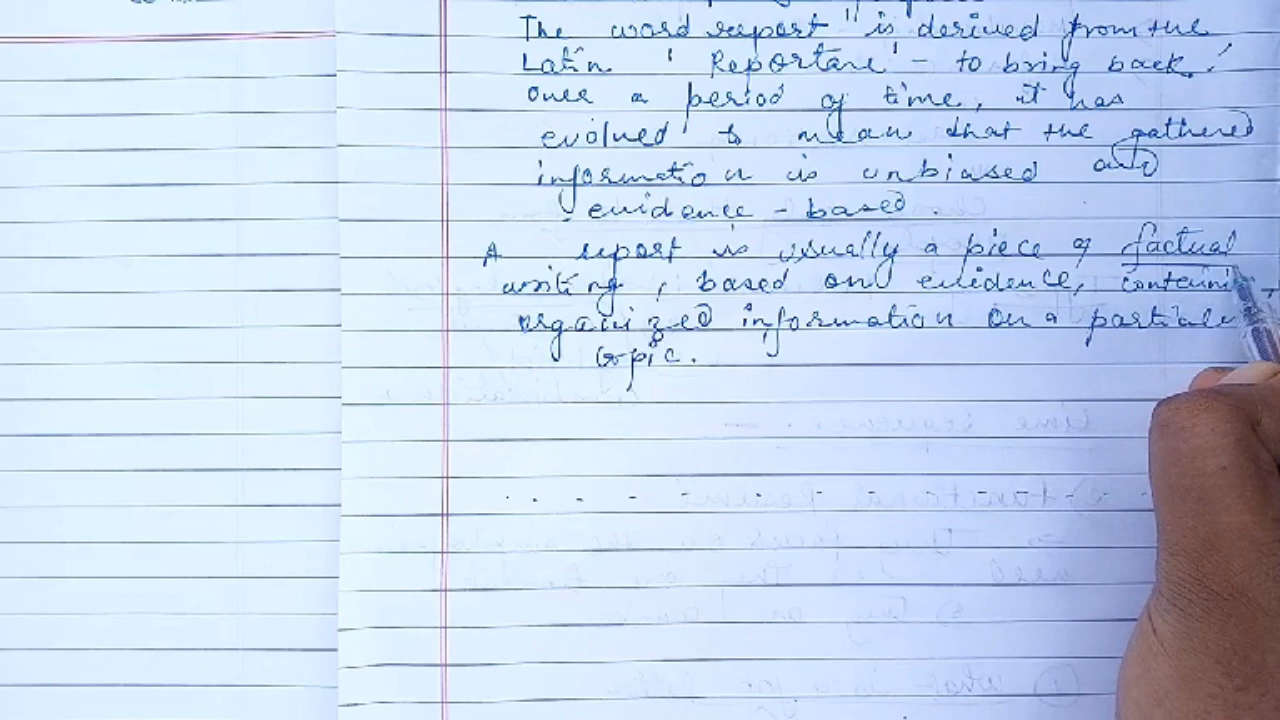 The word report" is derived from the
Latin ' Reportare' - to bring back.'
Over a period of time, it has
evolved to mean that the gathered
information is unbiased and
evidence - based.
A report is usually a piece of factual
writing, based on evidence, containing
organized information on a particular
topic.